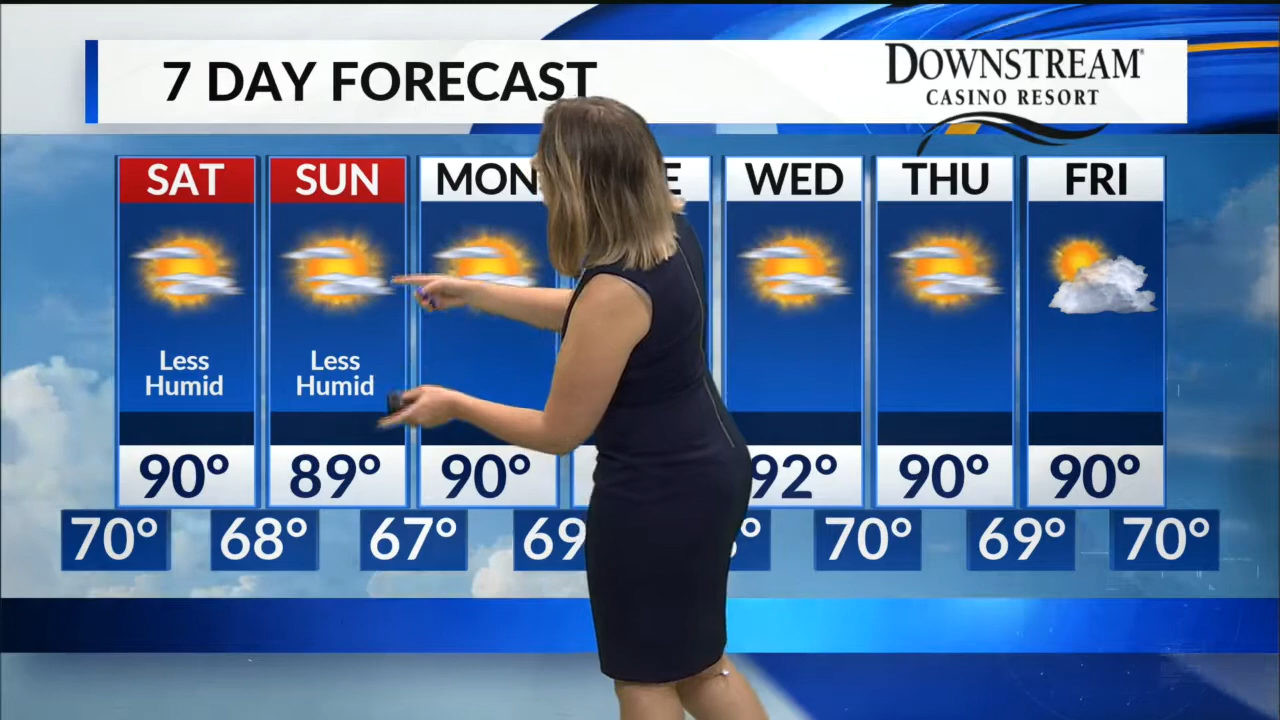 7 DAY FORECAST
DOWNSTREAM®
CASINO RESORT
SAT SUN MON E WED THU FRI
Less Humid
Less Humid
90° 89° 90° 92° 90° 90°
70° 68° 67° 69 ° 70° 69° 70°